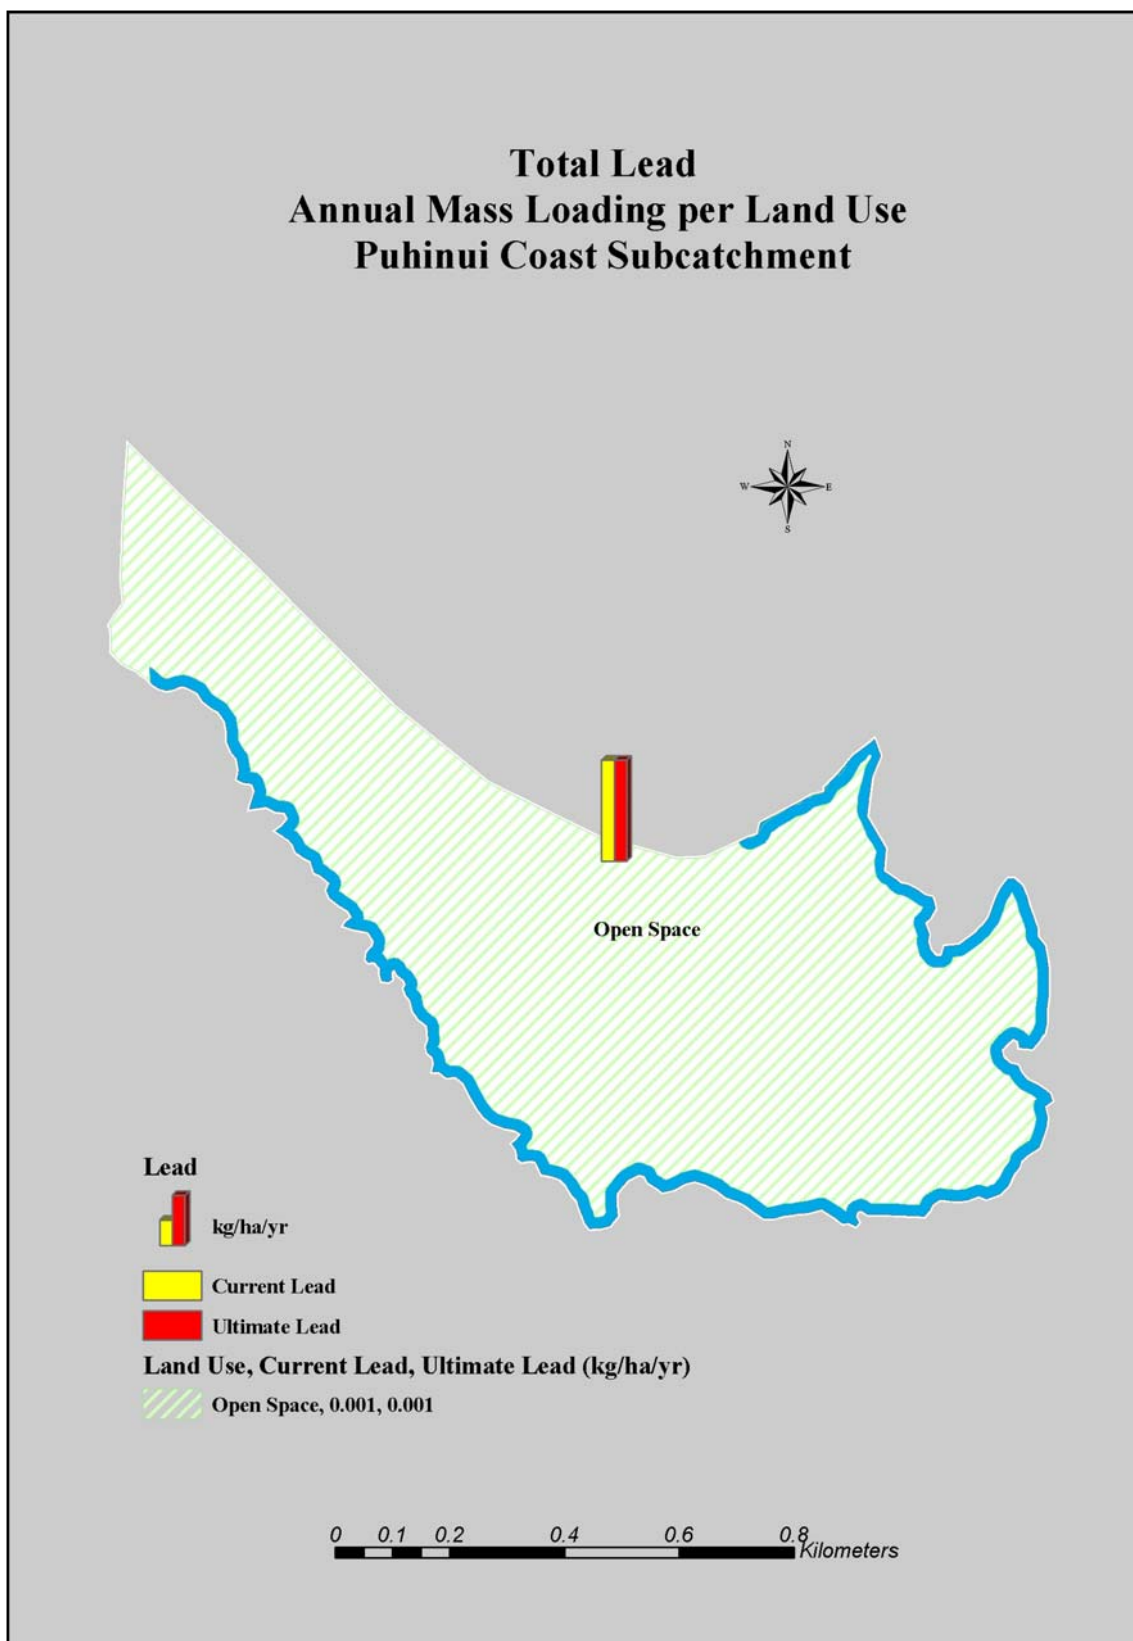 Total Lead
Annual Mass Loading per Land Use
Puhinui Coast Subcatchment
N
W E
S
Open Space
Lead
kg/ha/yr
Current Lead
Ultimate Lead
Land Use, Current Lead, Ultimate Lead (kg/ha/yr)
Open Space, 0.001, 0.001
0 0.1 0.2 0.4 0.6 0.8
Kilometers